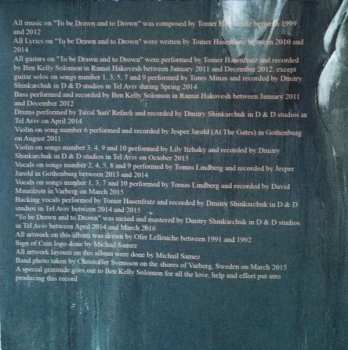 All music on "To be Drawn and to Drown" was composed by Tomer Hasenfratz between 1999
and 2012
All Lyrics on "To be Drawn and to Drown" were written by Tomer Hasenfratz between 2010 and
2014
All guitars on "To be Drawn and to Drown" were performed by Tomer Hasenfratz and recorded by
Ben Kelly Solomon in Ramat Hakovesh between January 2011 and December 2012, except
guitar solos on songs number 1, 3, 5, 7 and 9 performed by Tomy Mintus and recorded by Dmitry
Shnkarchuk in D & D studios in Tel Aviv during Spring 2014
Bass performed and recorded by Ben Kelly Solomon in Ramat Hakovesh between January 2011
and December 2012
Drums performed by Yatsiv Refaeli and recorded by Dmitry Shinkarchuk in D & D studios in
Tel Aviv on April 2014
Violin on song number 6 performed and recorded by Jesper Jarold (At The Gates) in Gothenburg
on August 2011
Violin on songs number 3, 4, 9 and 10 performed by Lily and recorded by Dmitry
Shinkarchuk in D & D studios in Tel Aviv on October 2015
Vocals on songs number 2, 4, 5, 8 and 9 performed by Tomas Lindberg and recorded by Jesper
Jarold in Gothenburg between 2013 and 2014
Vocals on songs number 1, 3, 7 and 10 performed by Tomas Lindberg and recorded by David
in Varberg on March 2015
Backing vocals performed by Tomer Hasenfratz and recorded by Dmitry Shinkarchuk in D & D
studios in Tel Aviv between 2014 and 2015
"To be Drawn and to Drown" was mixed and mastered by Dmitry Shinkarchuk in D & D studios
in Tel Aviv between April 2014 and March 2016
All artwork on this album was drawn by Ofer Lellouche between 1991 and 1992
Sign of Cain logo done by Michael Samez
All artwork layouts on this album were done by Michael Samez
Band photo taken by Christoffer Svensson on the shores of Varberg, Sweden on March 2015
A special gratitude goes out to Ben Kelly Solomon for all the love, help and effort put into
producing this record